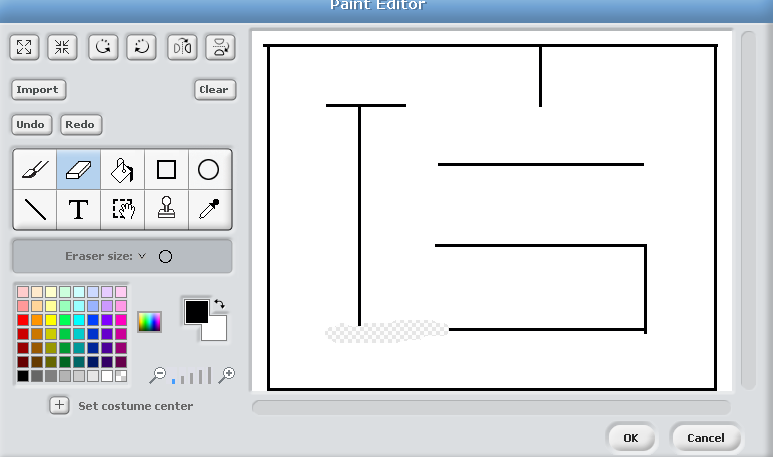 Paint Editor
Import
Clear
Undo
Redo
T
Eraser size:
Set costume center
OK
Cancel